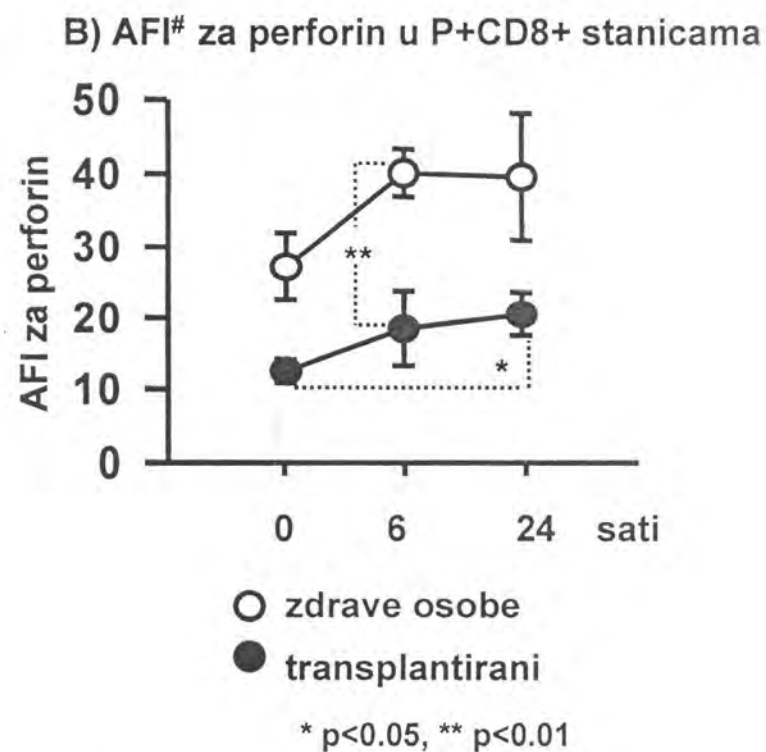 B) AFI# za perforin u P+CD8+ stanicama
AFI za perforin
50
40
30
20
10
0
**
*
0 6 24 sati
zdrave osobe
transplantirani
* p<0.05, ** p<0.01